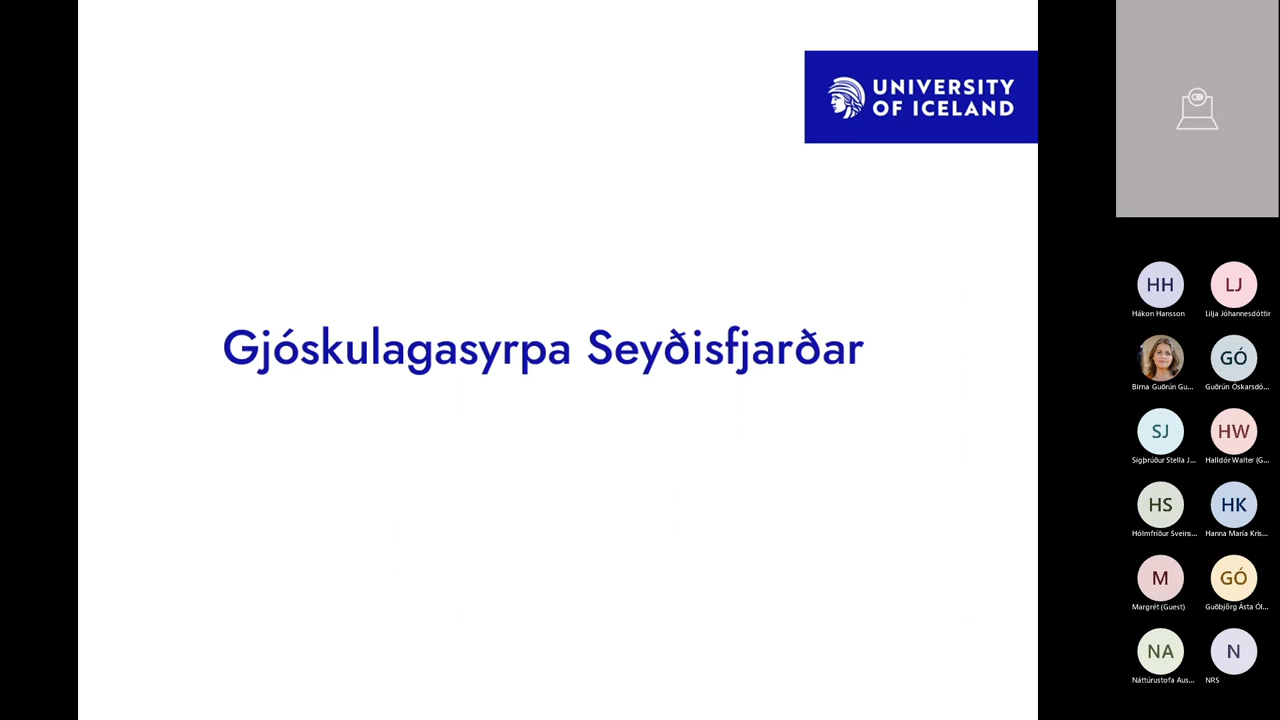 UNIVERSITY
OF ICELAND
Gjóskulagasyrpa Seyðisfjarðar
HH
LJ
Hákon Hansson
Lilja Jóhannesdóttir
GÓ
Birna Guðrún Gu...
Guðrún Óskarsdó...
SJ
HW
Sigþrúður Stella J...
Halldór Walter (G...
HS
HK
Hólmfríður Sveins...
Hanna María Kris...
M
GÓ
Margrét (Guest)
Guðbjörg Ásta Ól...
NA
N
Náttúrustofa Aus...
NRS